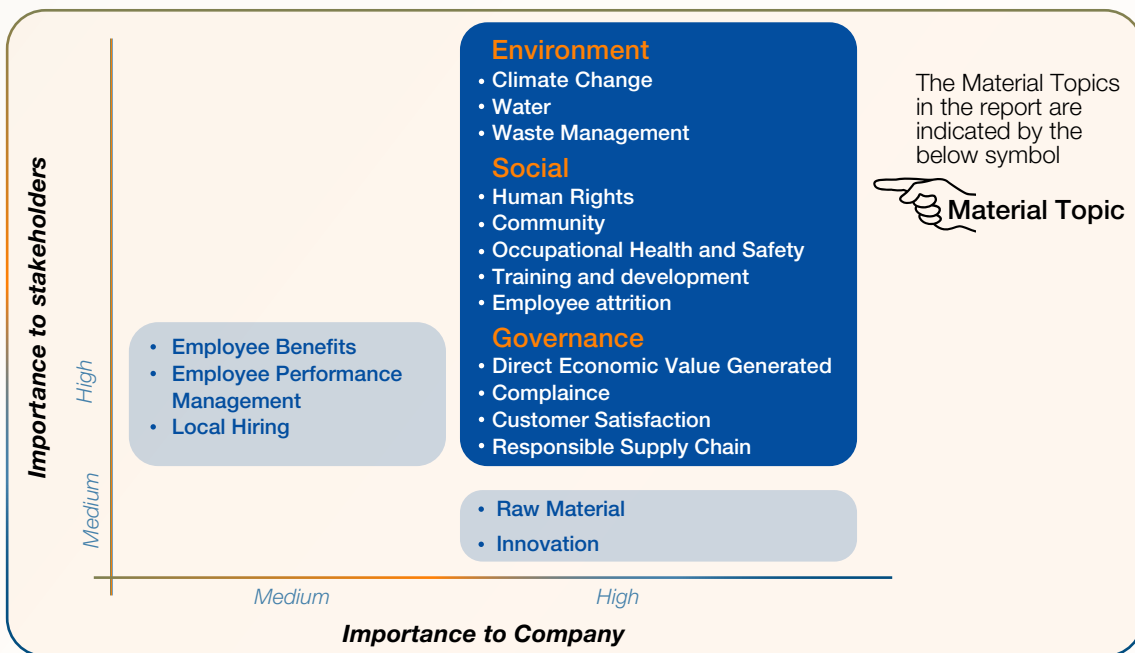 Environment
• Climate Change
• Water
• Waste Management
Social
• Human Rights
• Community
• Occupational Health and Safety
• Training and development
• Employee attrition
Governance
• Direct Economic Value Generated
• Complaince
• Customer Satisfaction
• Responsible Supply Chain
The Material Topics
in the report are
indicated by the
below symbol
Material Topic
Importance to stakeholders
High
Medium
• Employee Benefits
• Employee Performance
Management
• Local Hiring
• Raw Material
• Innovation
Medium
High
Importance to Company